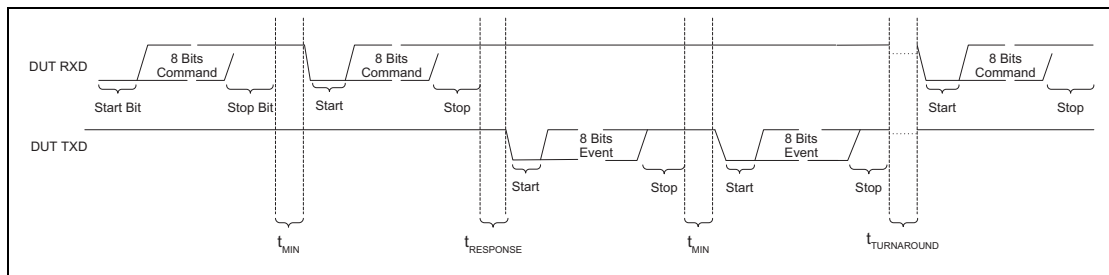 DUT RXD
8 Bits
Command
8 Bits
Command
8 Bits
Command
Start Bit
Stop Bit
Start
Stop
Start
Stop
DUT TXD
8 Bits
Event
8 Bits
Event
Start
Stop
Start
Stop
tMIN
tRESPONSE
tMIN
tTURNAROUND